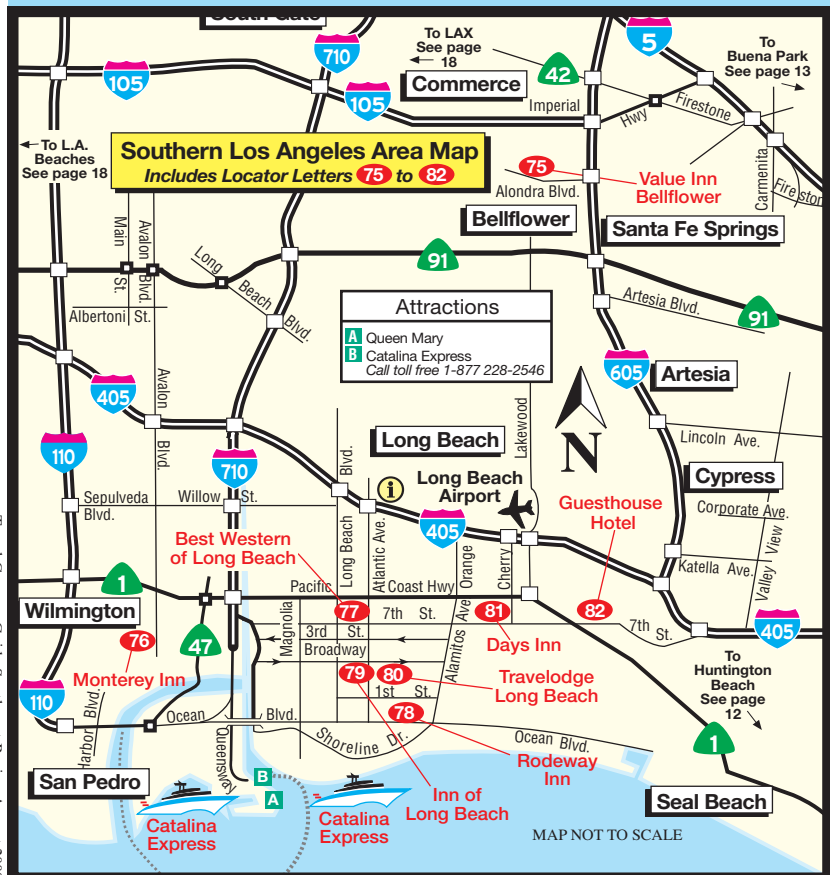 South Gate
710
To LAX
See page
18
42
5
To
Buena Park
See page 13
105
105
Commerce
Imperial
Hwy
Firestone
To L.A.
Beaches
See page 18
Southern Los Angeles Area Map
Includes Locator Letters 75 to 82
75
Value Inn
Bellflower
Alondra Blvd.
Carmenita
Firestone
Main
St.
Avalon
Blvd.
Long
Beach
Blvd.
Bellflower
Santa Fe Springs
91
Albertoni St.
Artesia Blvd.
91
Attractions
A Queen Mary
B Catalina Express
Call toll free 1-877 228-2546
405
Avalon
Blvd.
605
Artesia
Lakewood
N
110
710
Long Beach
Lincoln Ave.
Cypress
Blvd.
Long Beach
Sepulveda
Blvd.
Willow St.
i
Long Beach
Airport
405
Guesthouse
Hotel
Corporate Ave.
Valley View
Katella Ave.
Best Western
of Long Beach
Atlantic Ave.
Orange
Cherry
1
Pacific
Coast Hwy
Wilmington
76
Monterey Inn
47
Magnolia
77
7th St.
81
Days Inn
82
7th
St.
405
3rd
St.
Broadway
Alamitos Ave
79
80
Travelodge
Long Beach
1st St.
78
Rodeway
Inn
To
Huntington
Beach
See page
12
110
Harbor Blvd.
Ocean
Blvd.
Queensway
Shoreline Dr.
Ocean Blvd.
1
San Pedro
B
A
Catalina
Express
Catalina
Express
Inn of
Long Beach
Seal Beach
MAP NOT TO SCALE